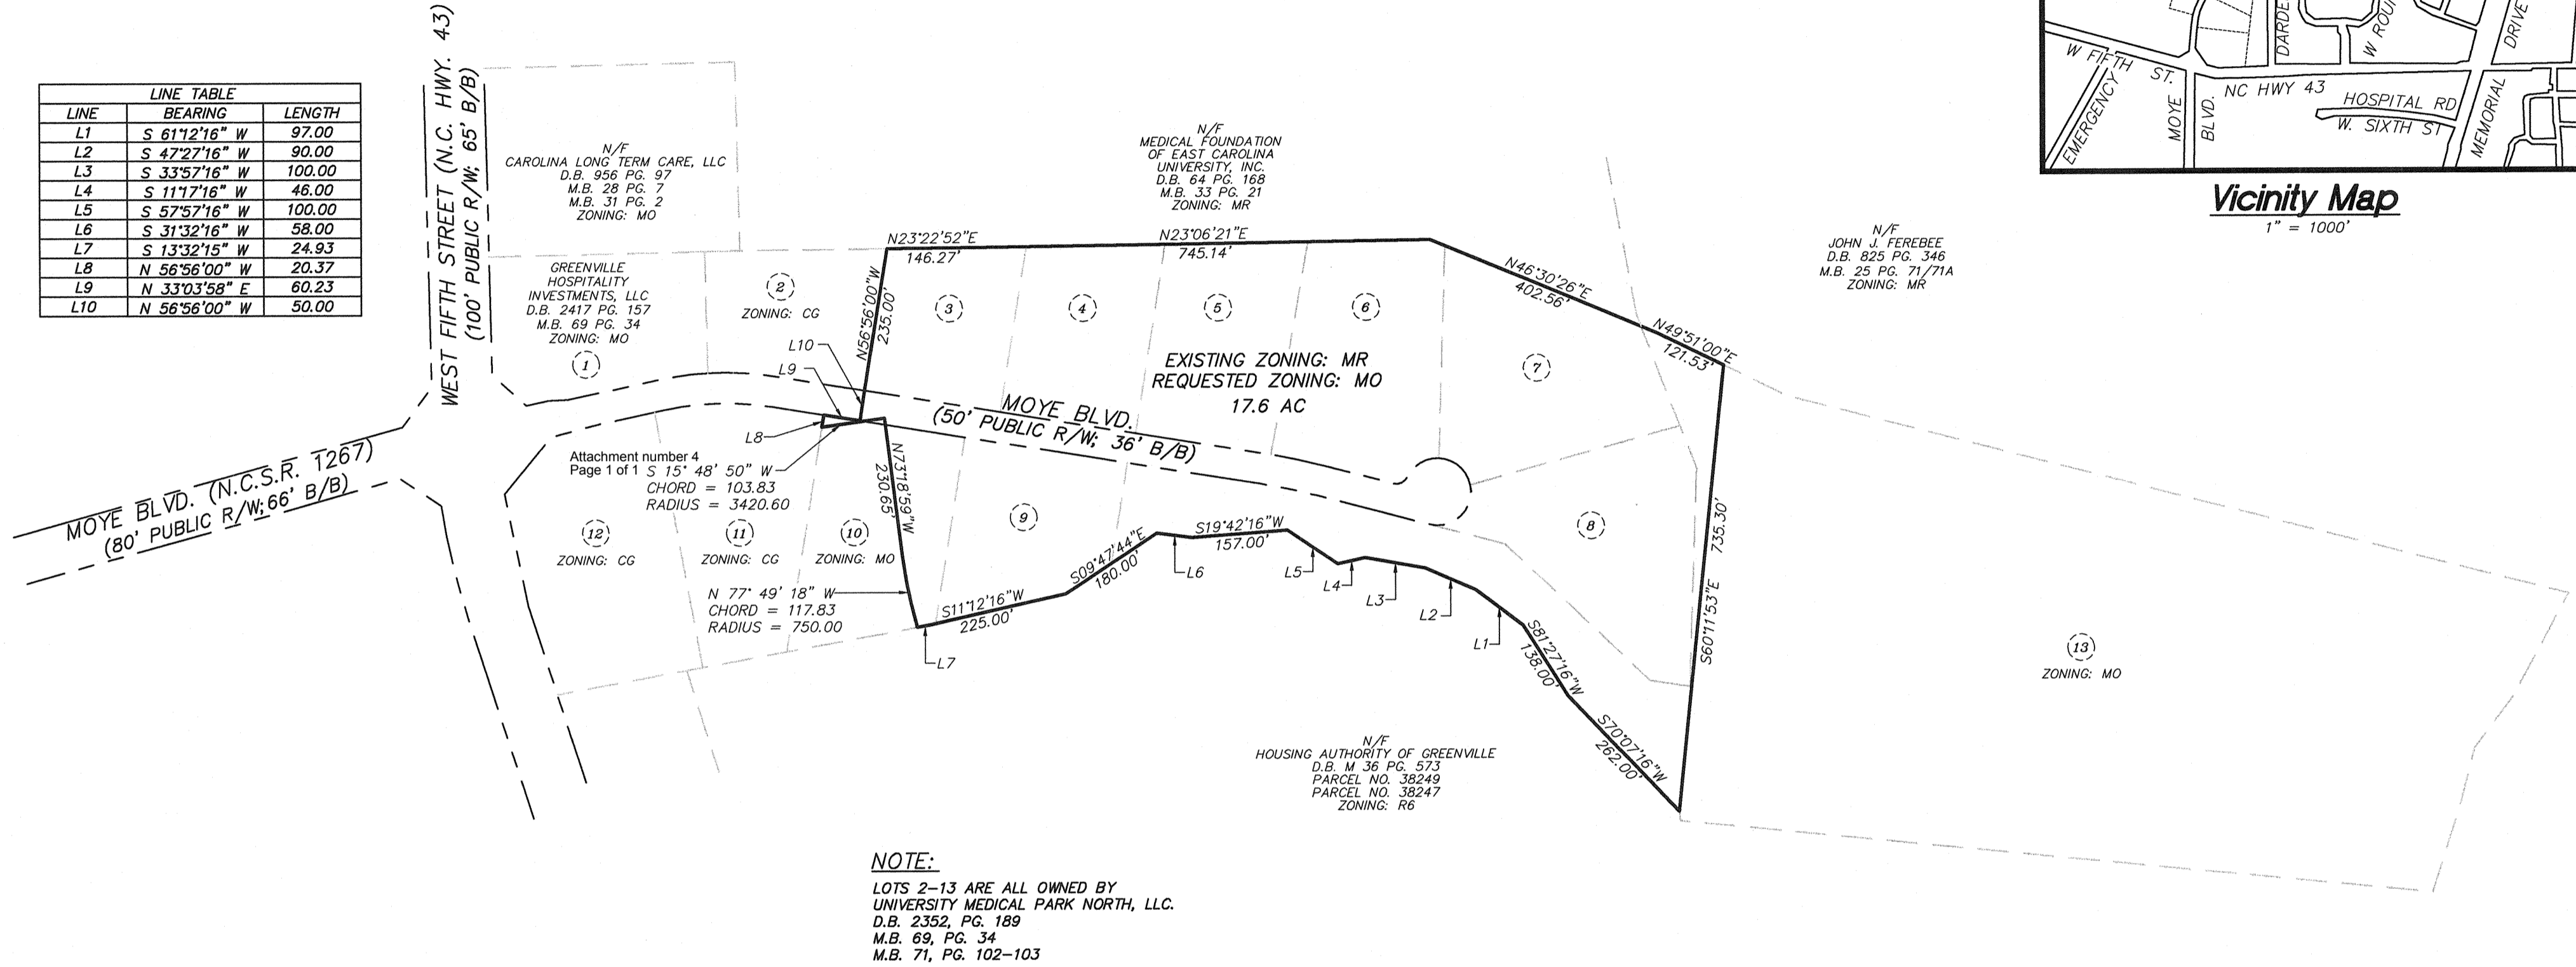 LINE TABLE
LINE BEARING LENGTH
L1 S 61°12'16" W 97.00
L2 S 47°27'16" W 90.00
L3 S 33°57'16" W 100.00
L4 S 11°17'16" W 46.00
L5 S 57°57'16" W 100.00
L6 S 31°32'16" W 58.00
L7 S 13°32'15" W 24.93
L8 N 56°56'00" W 20.37
L9 N 33°03'58" E 60.23
L10 N 56°56'00" W 50.00
WEST FIFTH STREET (N.C. HWY. 43)
(100' PUBLIC R/W; 65' B/B)
MOYE BLVD. (N.C.S.R. 1267)
(80' PUBLIC R/W; 66' B/B)
N/F
CAROLINA LONG TERM CARE, LLC
D.B. 956 PG. 97
M.B. 28 PG. 7
M.B. 31 PG. 2
ZONING: MO
GREENVILLE
HOSPITALITY
INVESTMENTS, LLC
D.B. 2417 PG. 157
M.B. 69 PG. 34
ZONING: MO
1
2
ZONING: CG
N/F
MEDICAL FOUNDATION
OF EAST CAROLINA
UNIVERSITY, INC.
D.B. 64 PG. 168
M.B. 33 PG. 21
ZONING: MR
N23°22'52"E
146.27'
N23°06'21"E
745.14'
N46°30'26"E
402.56'
N49°51'00"E
121.53'
N56°56'00"W
235.00'
3
4
5
6
7
8
EXISTING ZONING: MR
REQUESTED ZONING: MO
17.6 AC
MOYE BLVD.
(50' PUBLIC R/W; 36' B/B)
L10
L9
L8
Attachment number 4
Page 1 of 1
S 15° 48' 50" W
CHORD = 103.83
RADIUS = 3420.60
N73°18'59"W
230.65'
12
ZONING: CG
11
ZONING: CG
10
ZONING: MO
9
N 77° 49' 18" W
CHORD = 117.83
RADIUS = 750.00
L7
S11°12'16"W
225.00'
S09°47'44"E
180.00'
L6
S19°42'16"W
157.00'
L5
L4
L3
L2
L1
S81°27'16"W
138.00'
S70°07'16"W
262.00'
S60°11'53"E
735.30'
N/F
JOHN J. FEREBEE
D.B. 825 PG. 346
M.B. 25 PG. 71/71A
ZONING: MR
13
ZONING: MO
N/F
HOUSING AUTHORITY OF GREENVILLE
D.B. M 36 PG. 573
PARCEL NO. 38249
PARCEL NO. 38247
ZONING: R6
NOTE:
LOTS 2-13 ARE ALL OWNED BY
UNIVERSITY MEDICAL PARK NORTH, LLC.
D.B. 2352, PG. 189
M.B. 69, PG. 34
M.B. 71, PG. 102-103
W FIFTH ST.
EMERGENCY
MOYE BLVD.
NC HWY 43
HOSPITAL RD
W. SIXTH ST
MEMORIAL
DRIVE
Vicinity Map
1" = 1000'